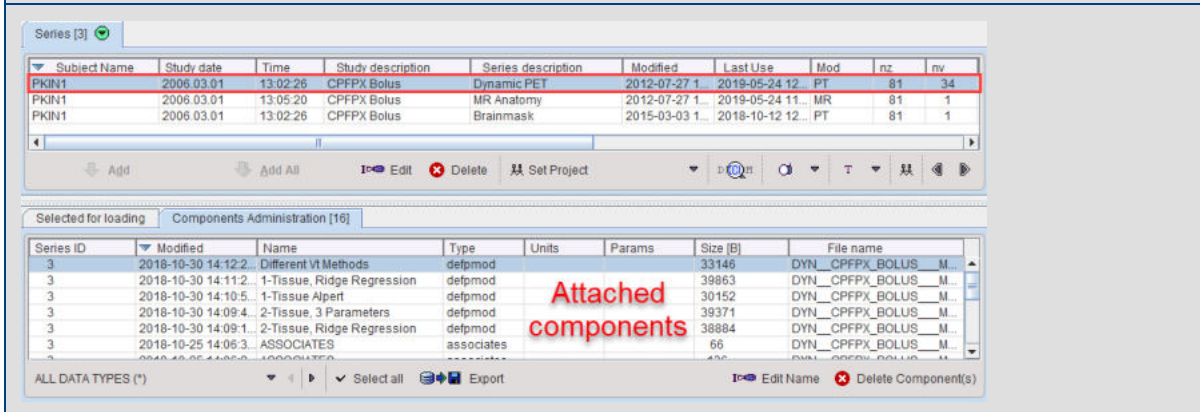 Series [3]
Subject Name Study date Time Study description Series description Modified Last Use Mod nz nv
PKIN1 2006.03.01 13:02:26 CPFPX Bolus Dynamic PET 2012-07-27 1... 2019-05-24 12... PT 81 34
PKIN1 2006.03.01 13:05:20 CPFPX Bolus MR Anatomy 2012-07-27 1... 2019-05-24 11... MR 81 1
PKIN1 2006.03.01 13:02:26 CPFPX Bolus Brainmask 2015-03-03 1... 2018-10-12 12... PT 81 1
Add Add All Edit Delete Set Project T
Selected for loading Components Administration [16]
Series ID Modified Name Type Units Params Size [B] File name
3 2018-10-30 14:12:2... Different Vt Methods defpmod 33146 DYN__CPFPX_BOLUS___M...
3 2018-10-30 14:11:2... 1-Tissue, Ridge Regression defpmod 39863 DYN__CPFPX_BOLUS___M...
3 2018-10-30 14:10:5... 1-Tissue Alpert defpmod 30152 DYN__CPFPX_BOLUS___M...
3 2018-10-30 14:09:4... 2-Tissue, 3 Parameters defpmod 39371 DYN__CPFPX_BOLUS___M...
3 2018-10-30 14:09:1... 2-Tissue, Ridge Regression defpmod 38884 DYN__CPFPX_BOLUS___M...
3 2018-10-25 14:06:3... ASSOCIATES associates 66 DYN__CPFPX_BOLUS___M...
Attached
components
ALL DATA TYPES (*) Select all Export Edit Name Delete Component(s)